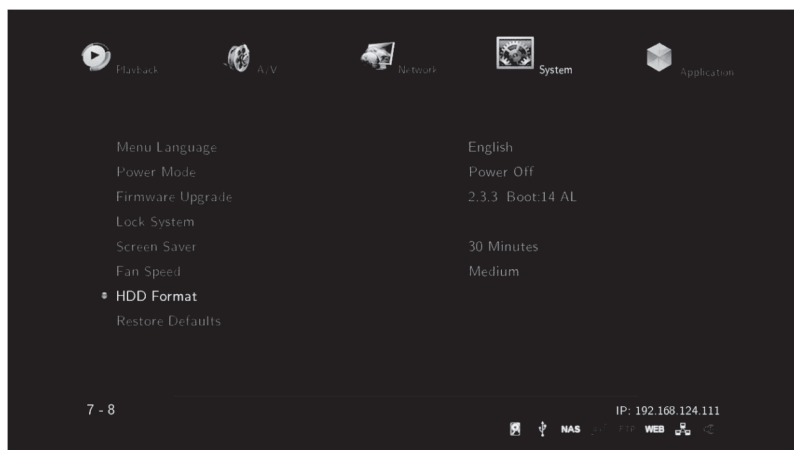 Playback A/V Network System Application
Menu Language English
Power Mode Power Off
Firmware Upgrade 2.3.3 Boot:14 AL
Lock System
Screen Saver 30 Minutes
Fan Speed Medium
HDD Format
Restore Defaults
7 - 8 IP: 192.168.124.111
NAS FTP WEB